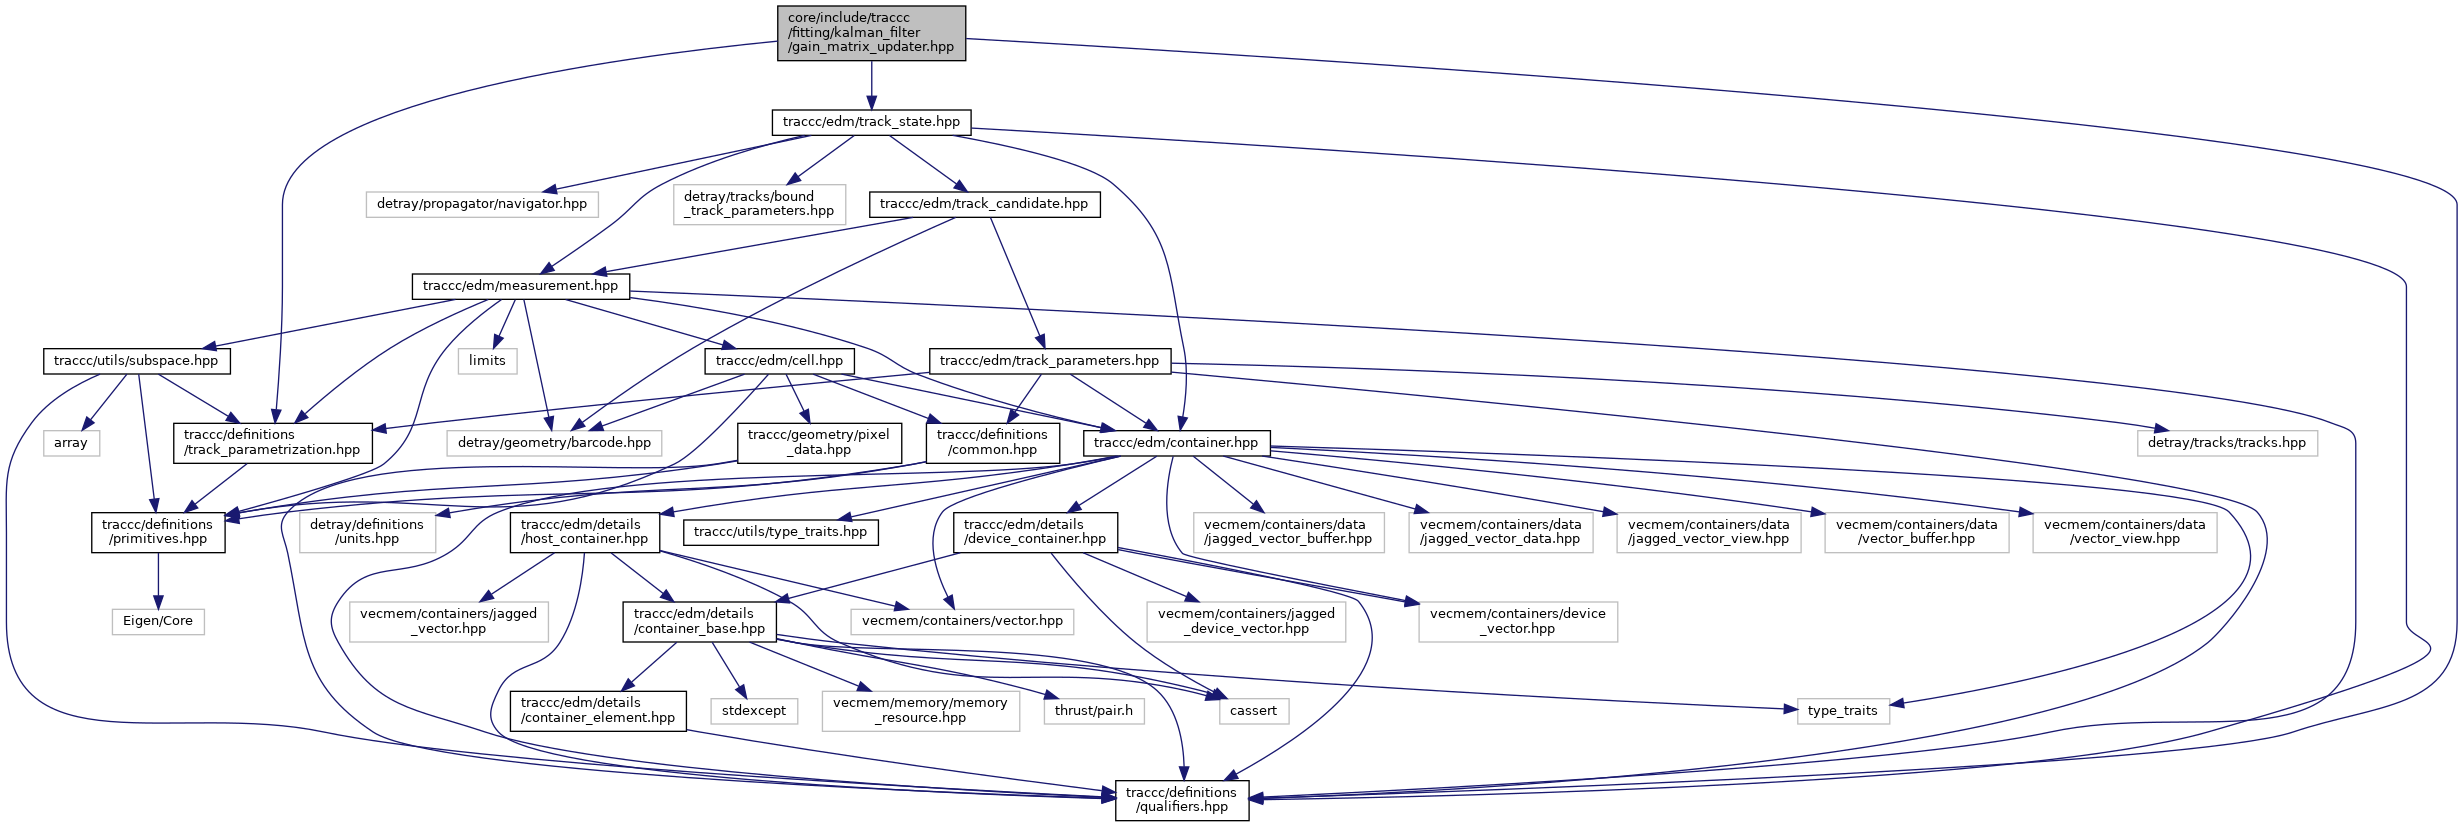 core/include/traccc
/fitting/kalman_filter
/gain_matrix_updater.hpp
traccc/edm/track_state.hpp
detray/propagator/navigator.hpp
detray/tracks/bound
_track_parameters.hpp
traccc/edm/track_candidate.hpp
traccc/edm/measurement.hpp
traccc/utils/subspace.hpp
limits
traccc/edm/cell.hpp
traccc/edm/track_parameters.hpp
array
traccc/definitions
/track_parametrization.hpp
detray/geometry/barcode.hpp
traccc/geometry/pixel
_data.hpp
traccc/definitions
/common.hpp
traccc/edm/container.hpp
detray/tracks/tracks.hpp
traccc/definitions
/primitives.hpp
detray/definitions
/units.hpp
traccc/edm/details
/host_container.hpp
traccc/utils/type_traits.hpp
traccc/edm/details
/device_container.hpp
vecmem/containers/data
/jagged_vector_buffer.hpp
vecmem/containers/data
/jagged_vector_data.hpp
vecmem/containers/data
/jagged_vector_view.hpp
vecmem/containers/data
/vector_buffer.hpp
vecmem/containers/data
/vector_view.hpp
Eigen/Core
vecmem/containers/jagged
_vector.hpp
traccc/edm/details
/container_base.hpp
vecmem/containers/vector.hpp
vecmem/containers/jagged
_device_vector.hpp
vecmem/containers/device
_vector.hpp
traccc/edm/details
/container_element.hpp
stdexcept
vecmem/memory/memory
_resource.hpp
thrust/pair.h
cassert
type_traits
traccc/definitions
/qualifiers.hpp